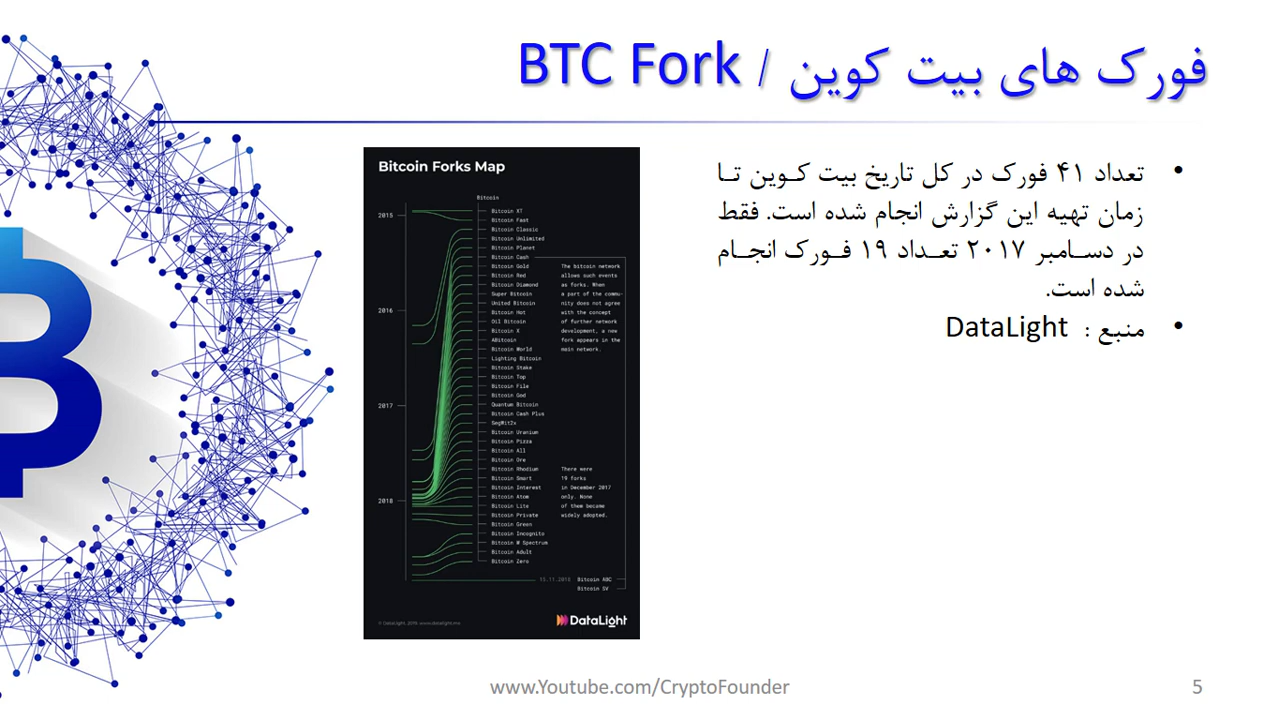 فورک های بیت کوین / BTC Fork
• تعداد ۴۱ فورک در کل تاریخ بیت کوین تا
زمان تهیه این گزارش انجام شده است. فقط
در دسامبر ۲۰۱۷ تعداد ۱۹ فورک انجام
شده است.
• منبع : DataLight
Bitcoin Forks Map
Bitcoin
2015
2016
2017
2018
Bitcoin XT
Bitcoin Fast
Bitcoin Classic
Bitcoin Unlimited
Bitcoin Planet
Bitcoin Cash
Bitcoin Gold
Bitcoin Red
Bitcoin Diamond
Super Bitcoin
United Bitcoin
Bitcoin Hot
Oil Bitcoin
Bitcoin X
ABitcoin
Bitcoin World
Lighting Bitcoin
Bitcoin Stake
Bitcoin Top
Bitcoin File
Bitcoin God
Quantum Bitcoin
Bitcoin Cash Plus
SegWit2x
Bitcoin Uranium
Bitcoin Pizza
Bitcoin All
Bitcoin Ore
Bitcoin Rhodium
Bitcoin Smart
Bitcoin Interest
Bitcoin Atom
Bitcoin Lite
Bitcoin Private
Bitcoin Green
Bitcoin Incognito
Bitcoin W Spectrum
Bitcoin Adult
Bitcoin Zero
The bitcoin network
allows such events
as forks. When
a part of the commu-
nity does not agree
with the concept
of further network
development, a new
fork appears in the
main network.
There were
19 forks
in December 2017
only. None
of them became
widely adopted.
15.11.2018
Bitcoin ABC
Bitcoin SV
© DataLight, 2019. www.datalight.me
DataLight
www.Youtube.com/CryptoFounder
5